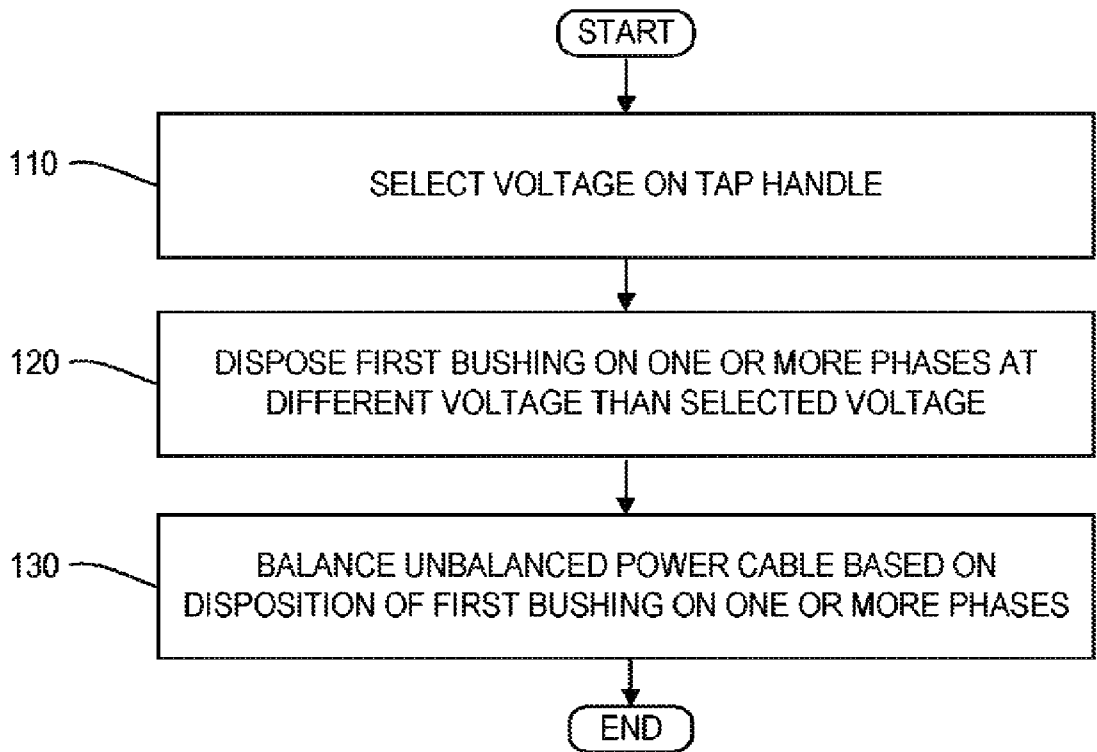 START
110
SELECT VOLTAGE ON TAP HANDLE
120
DISPOSE FIRST BUSHING ON ONE OR MORE PHASES AT
DIFFERENT VOLTAGE THAN SELECTED VOLTAGE
130
BALANCE UNBALANCED POWER CABLE BASED ON
DISPOSITION OF FIRST BUSHING ON ONE OR MORE PHASES
END